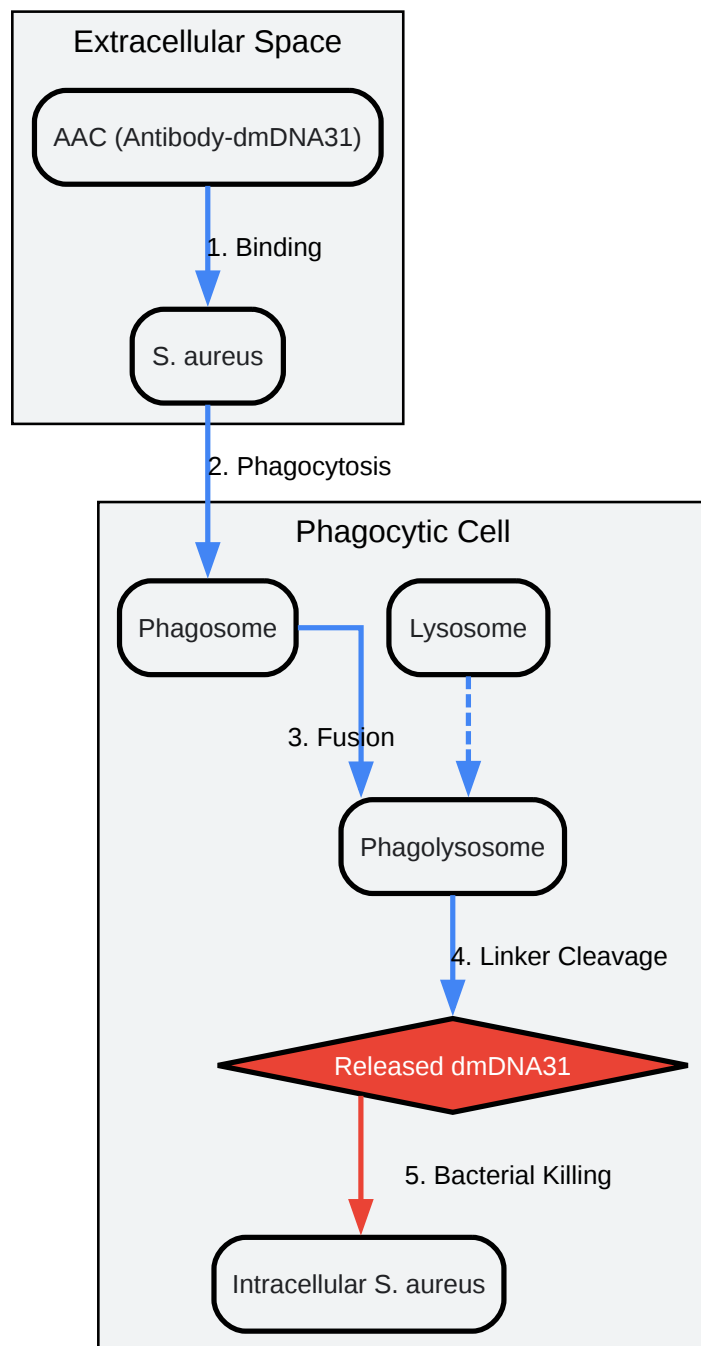 Extracellular Space
AAC (Antibody-dmDNA31)
1. Binding
S. aureus
2. Phagocytosis
Phagocytic Cell
Phagosome
Lysosome
3. Fusion
Phagolysosome
4. Linker Cleavage
Released dmDNA31
5. Bacterial Killing
Intracellular S. aureus